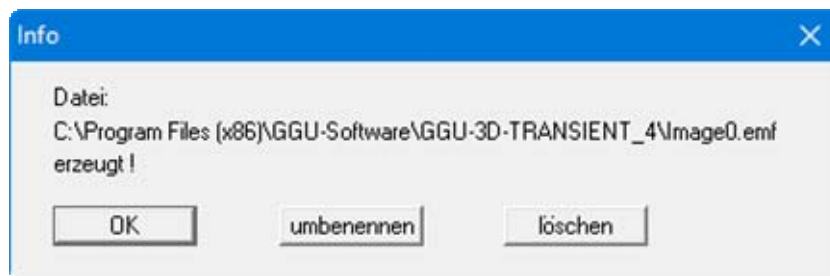 Info
Datei:
C:\Program Files (x86)\GGU-Software\GGU-3D-TRANSIENT_4\Image0.emf
erzeugt !
OK umbenennen löschen